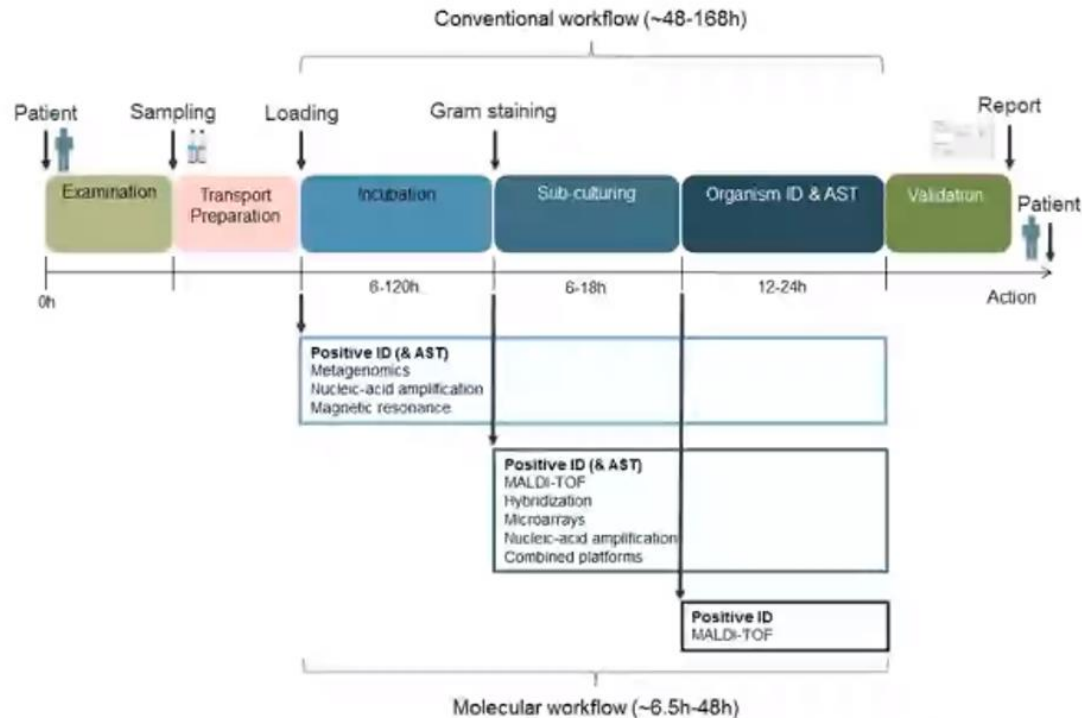 Conventional workflow (~48-168h)
Patient
Sampling
Loading
Gram staining
Report
Examination
Transport
Preparation
Incubation
Sub-culturing
Organism ID & AST
Validation
Patient
0h
6-120h
6-18h
12-24h
Action
Positive ID (& AST)
Metagenomics
Nucleic-acid amplification
Magnetic resonance
Positive ID (& AST)
MALDI-TOF
Hybridization
Microarrays
Nucleic-acid amplification
Combined platforms
Positive ID
MALDI-TOF
Molecular workflow (~6.5h-48h)